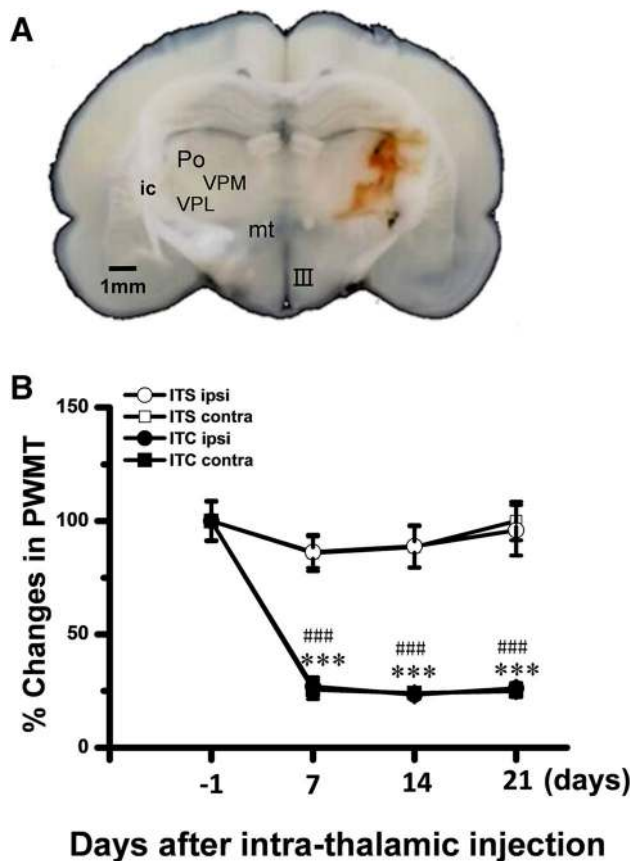 A
Po
ic
VPM
VPL
mt
1mm
III
B
ITS ipsi
ITS contra
ITC ipsi
ITC contra
150
100
50
0
% Changes in PWMT
### ### ###
*** *** ***
-1 7 14 21 (days)
Days after intra-thalamic injection